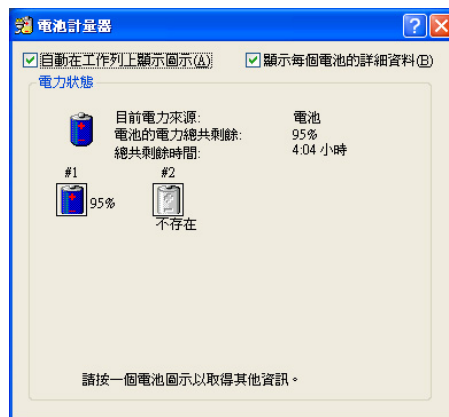 電池計量器
自動在工作列上顯示圖示(A)
顯示每個電池的詳細資料(B)
電力狀態
目前電力來源: 電池
電池的電力總共剩餘: 95%
總共剩餘時間: 4:04 小時
#1 #2
95%
不存在
請按一個電池圖示以取得其他資訊。